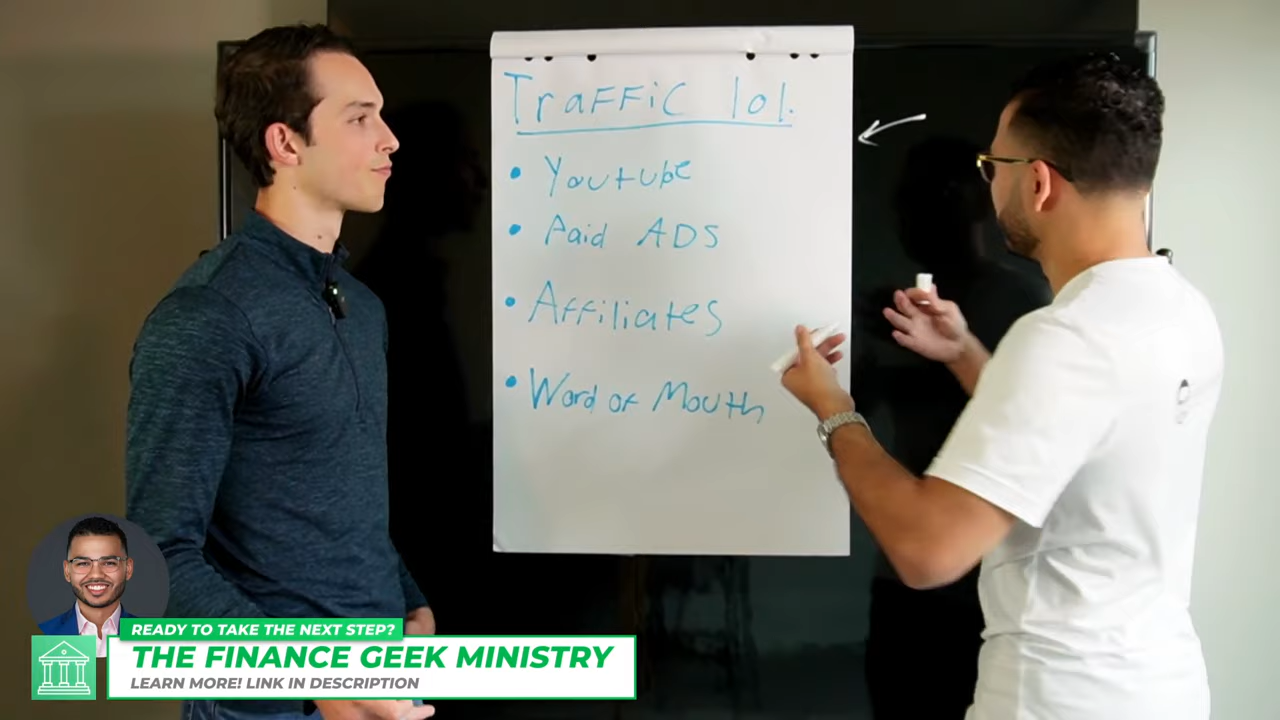 Traffic 101.
• Youtube
• Paid ADS
• Affiliates
• Word of Mouth
READY TO TAKE THE NEXT STEP?
THE FINANCE GEEK MINISTRY
LEARN MORE! LINK IN DESCRIPTION